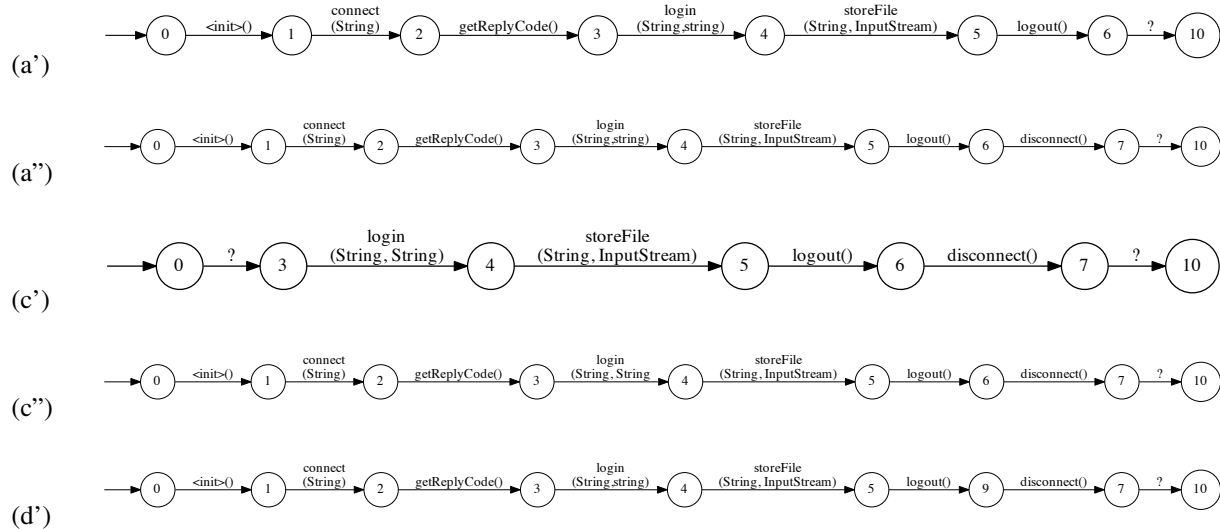 connect login storeFile
<init>() (String) getReplyCode() (String,string) (String, InputStream) logout() ?
0 1 2 3 4 5 6 10
(a’)
connect login storeFile
<init>() (String) getReplyCode() (String,string) (String, InputStream) logout() disconnect() ?
0 1 2 3 4 5 6 7 10
(a”)
login storeFile
? (String, String) (String, InputStream) logout() disconnect() ?
0 3 4 5 6 7 10
(c’)
connect login storeFile
<init>() (String) getReplyCode() (String, String (String, InputStream) logout() disconnect() ?
0 1 2 3 4 5 6 7 10
(c”)
connect login storeFile
<init>() (String) getReplyCode() (String,string) (String, InputStream) logout() disconnect() ?
0 1 2 3 4 5 9 7 10
(d’)